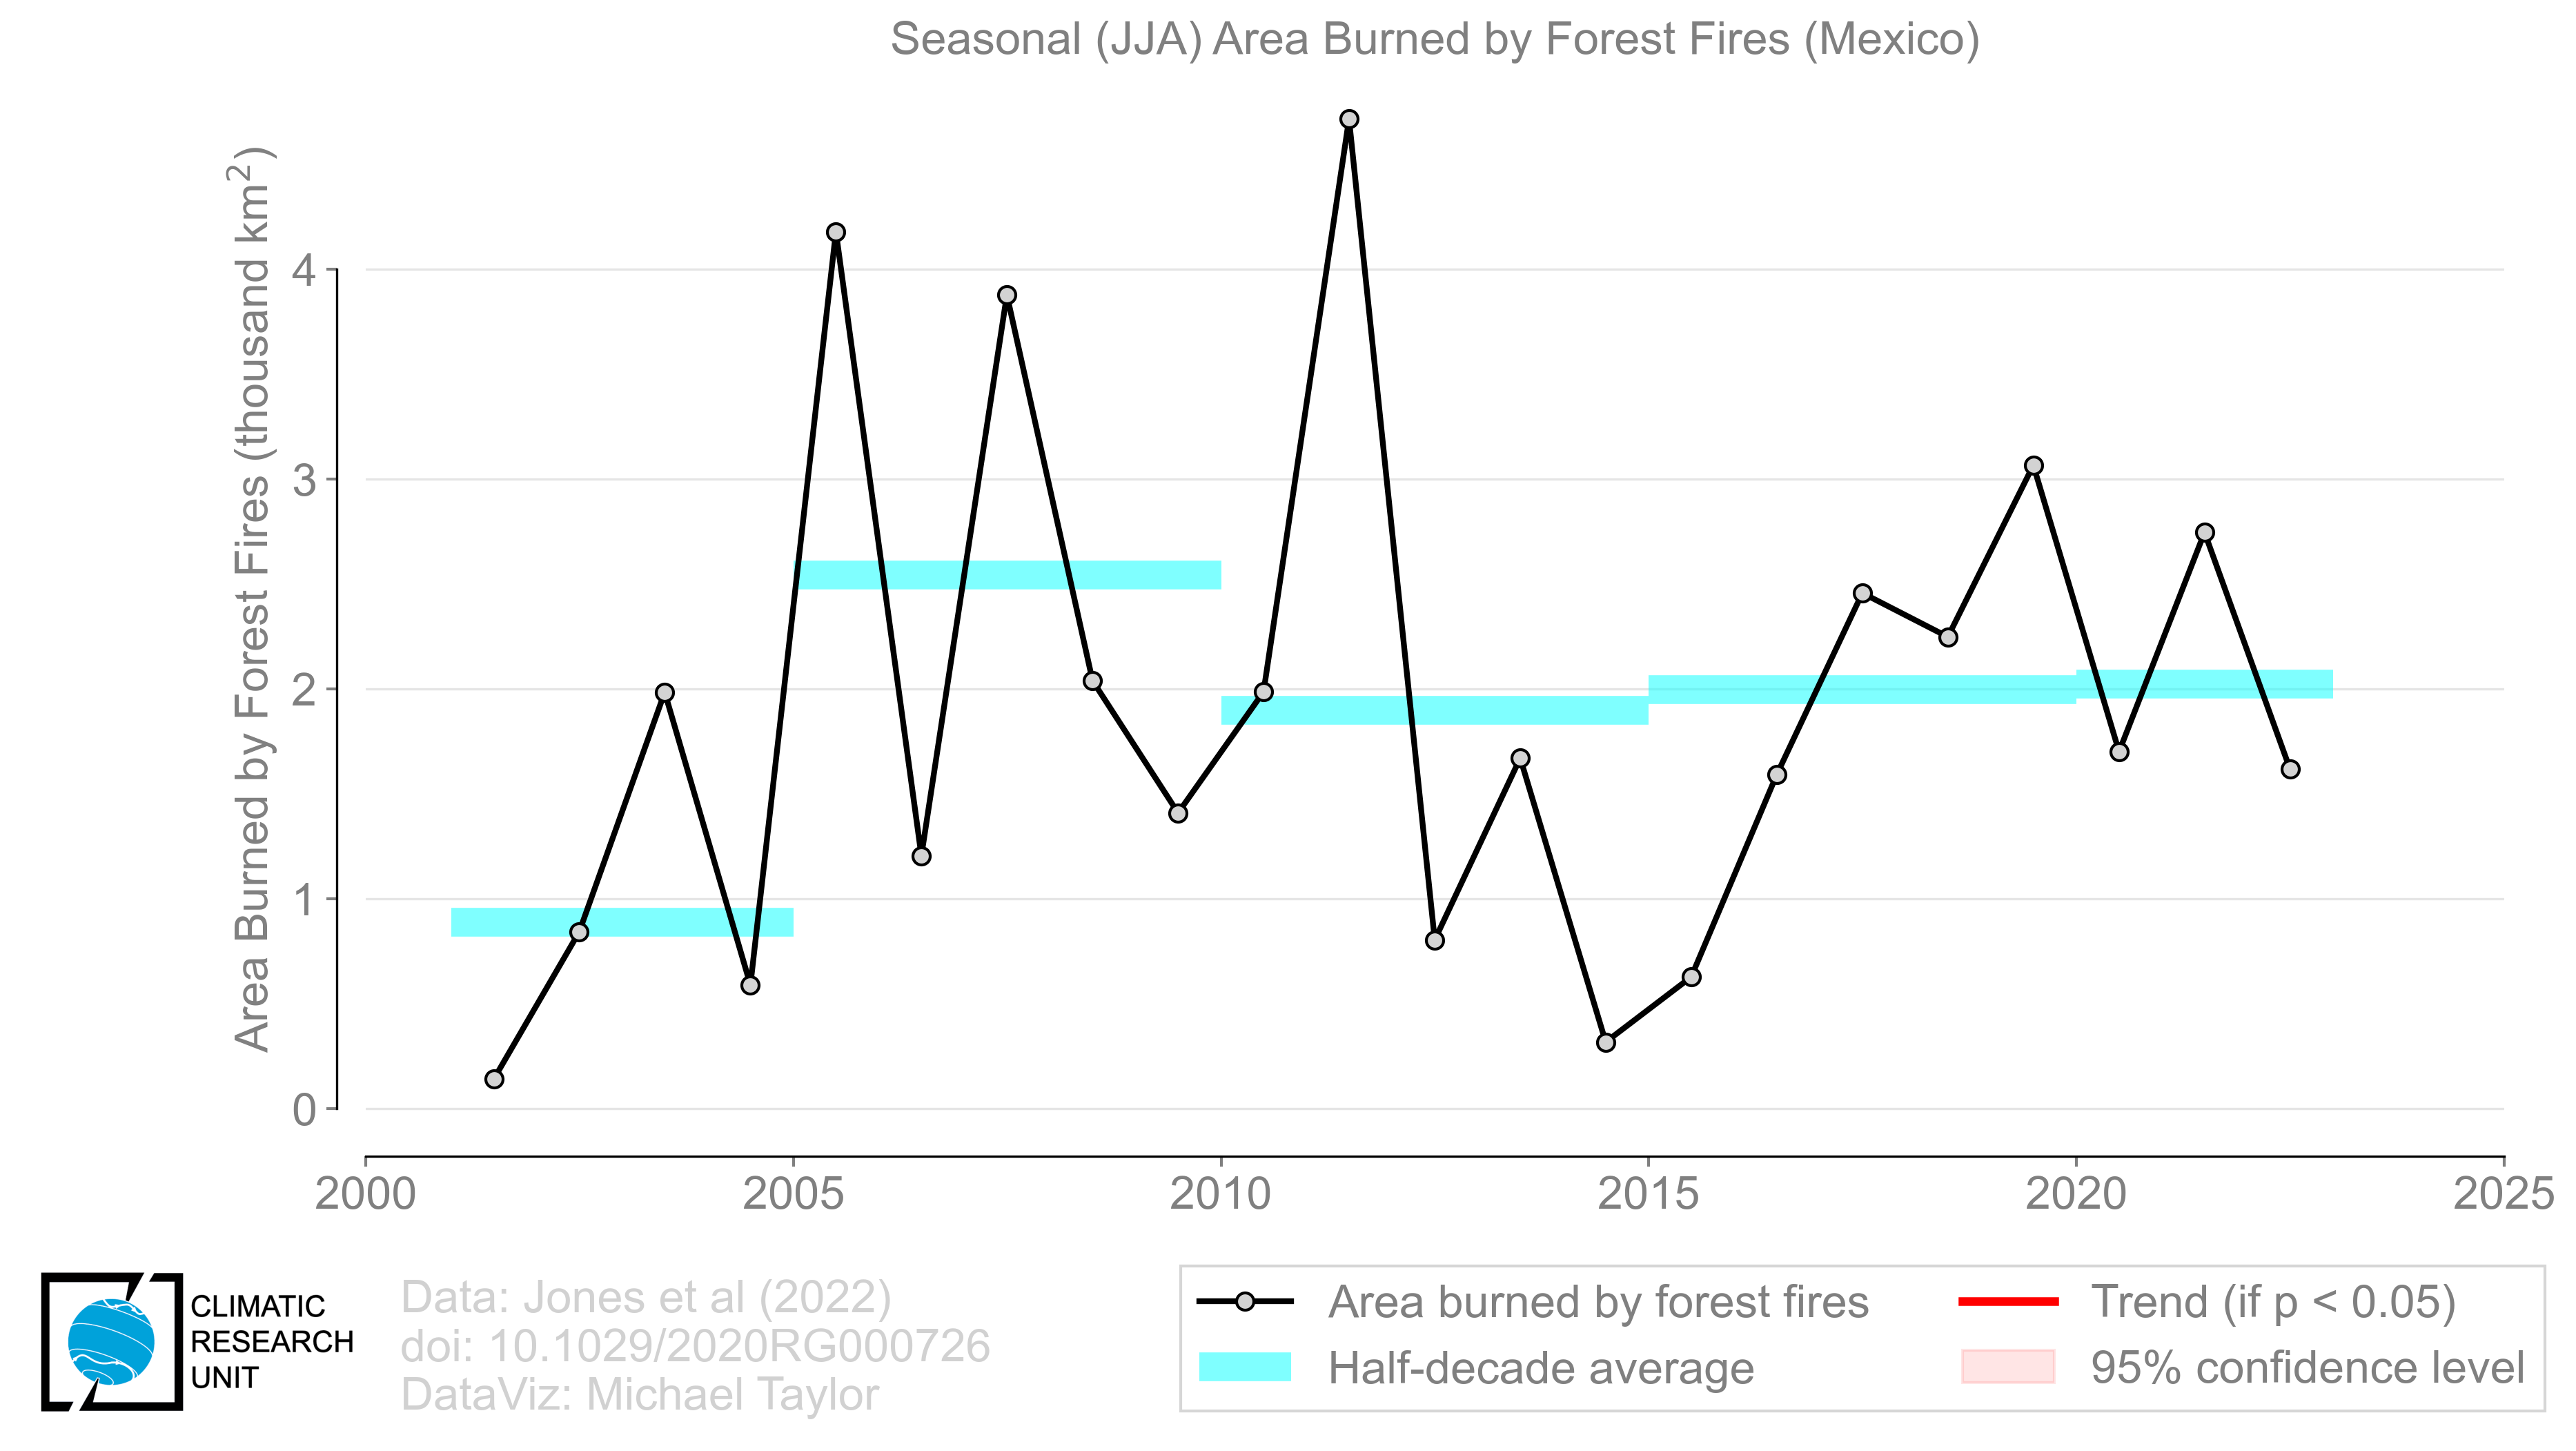 Seasonal (JJA) Area Burned by Forest Fires (Mexico)
Area Burned by Forest Fires (thousand km²)
4
3
2
1
0
2000 2005 2010 2015 2020 2025
CLIMATIC
RESEARCH
UNIT
Data: Jones et al (2022)
doi: 10.1029/2020RG000726
DataViz: Michael Taylor
Area burned by forest fires
Half-decade average
Trend (if p < 0.05)
95% confidence level